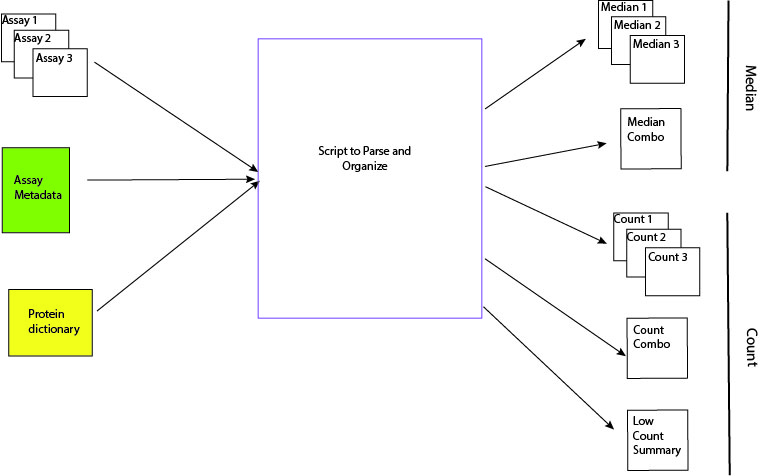 Assay 1
Assay 2
Assay 3
Assay
Metadata
Protein
dictionary
Script to Parse and
Organize
Median 1
Median 2
Median 3
Median
Combo
Median
Count 1
Count 2
Count 3
Count
Combo
Low
Count
Summary
Count